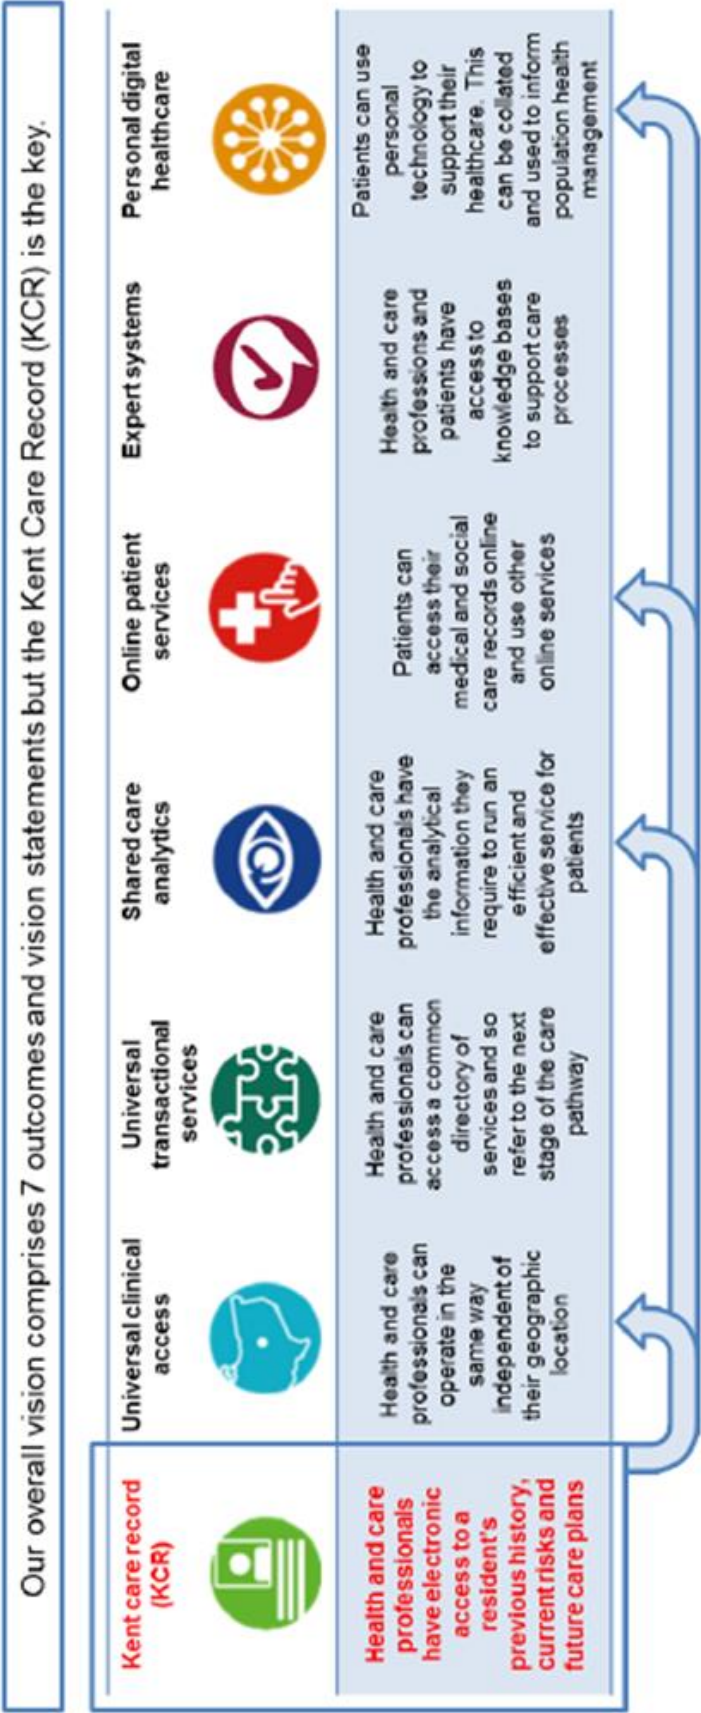 Our overall vision comprises 7 outcomes and vision statements but the Kent Care Record (KCR) is the key.
Kent care record
(KCR)
Health and care
professionals
have electronic
access to a
resident's
previous history,
current risks and
future care plans
Universal clinical
access
Health and care
professionals can
operate in the
same way
independent of
their geographic
location
Universal
transactional
services
Health and care
professionals can
access a common
directory of
services and so
refer to the next
stage of the care
pathway
Shared care
analytics
Health and care
professionals have
the analytical
information they
require to run an
efficient and
effective service for
patients
Online patient
services
Patients can
access their
medical and social
care records online
and use other
online services
Expert systems
Health and care
professions and
patients have
access to
knowledge bases
to support care
processes
Personal digital
healthcare
Patients can use
personal
technology to
support their
healthcare. This
can be collated
and used to inform
population health
management